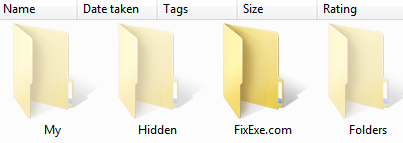 Name Date taken Tags Size Rating
My Hidden FixExe.com Folders